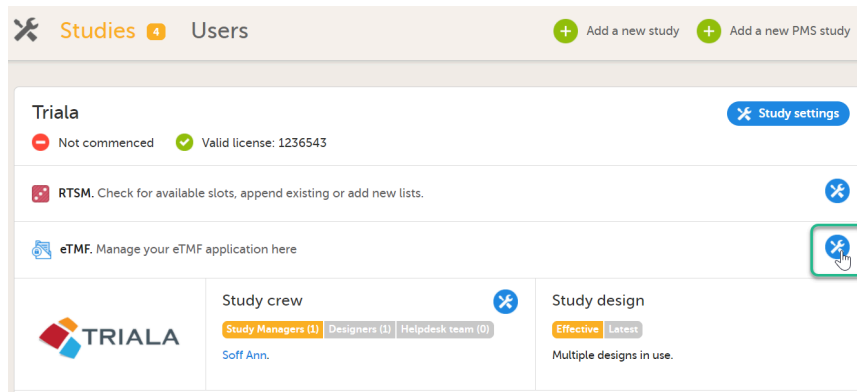 Studies 4 Users
Add a new study Add a new PMS study
Triala
Study settings
Not commenced Valid license: 1236543
RTSM. Check for available slots, append existing or add new lists.
eTMF. Manage your eTMF application here
TRIALA
Study crew
Study Managers (1) Designers (1) Helpdesk team (0)
Soff Ann.
Study design
Effective Latest
Multiple designs in use.